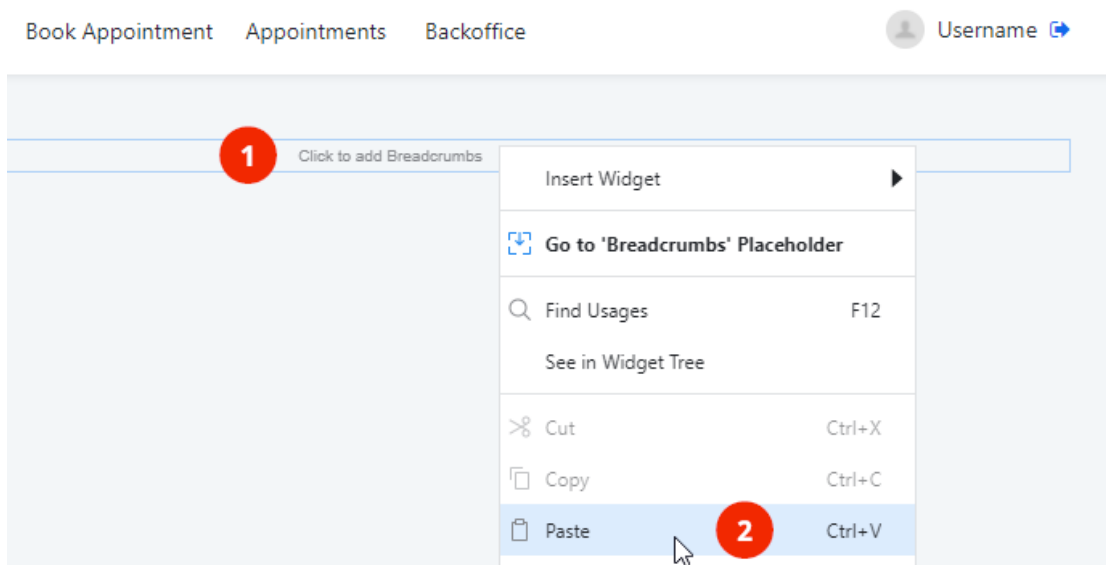 Book Appointment Appointments Backoffice Username
1 Click to add Breadcrumbs
Insert Widget
Go to 'Breadcrumbs' Placeholder
Find Usages F12
See in Widget Tree
Cut Ctrl+X
Copy Ctrl+C
Paste 2 Ctrl+V